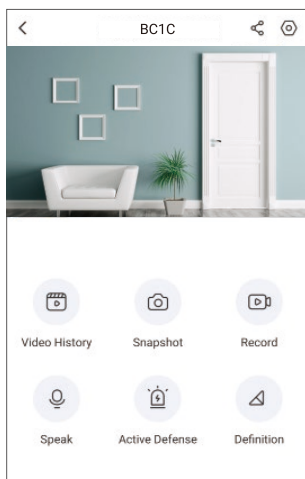 BC1C
Video History Snapshot Record
Speak Active Defense Definition